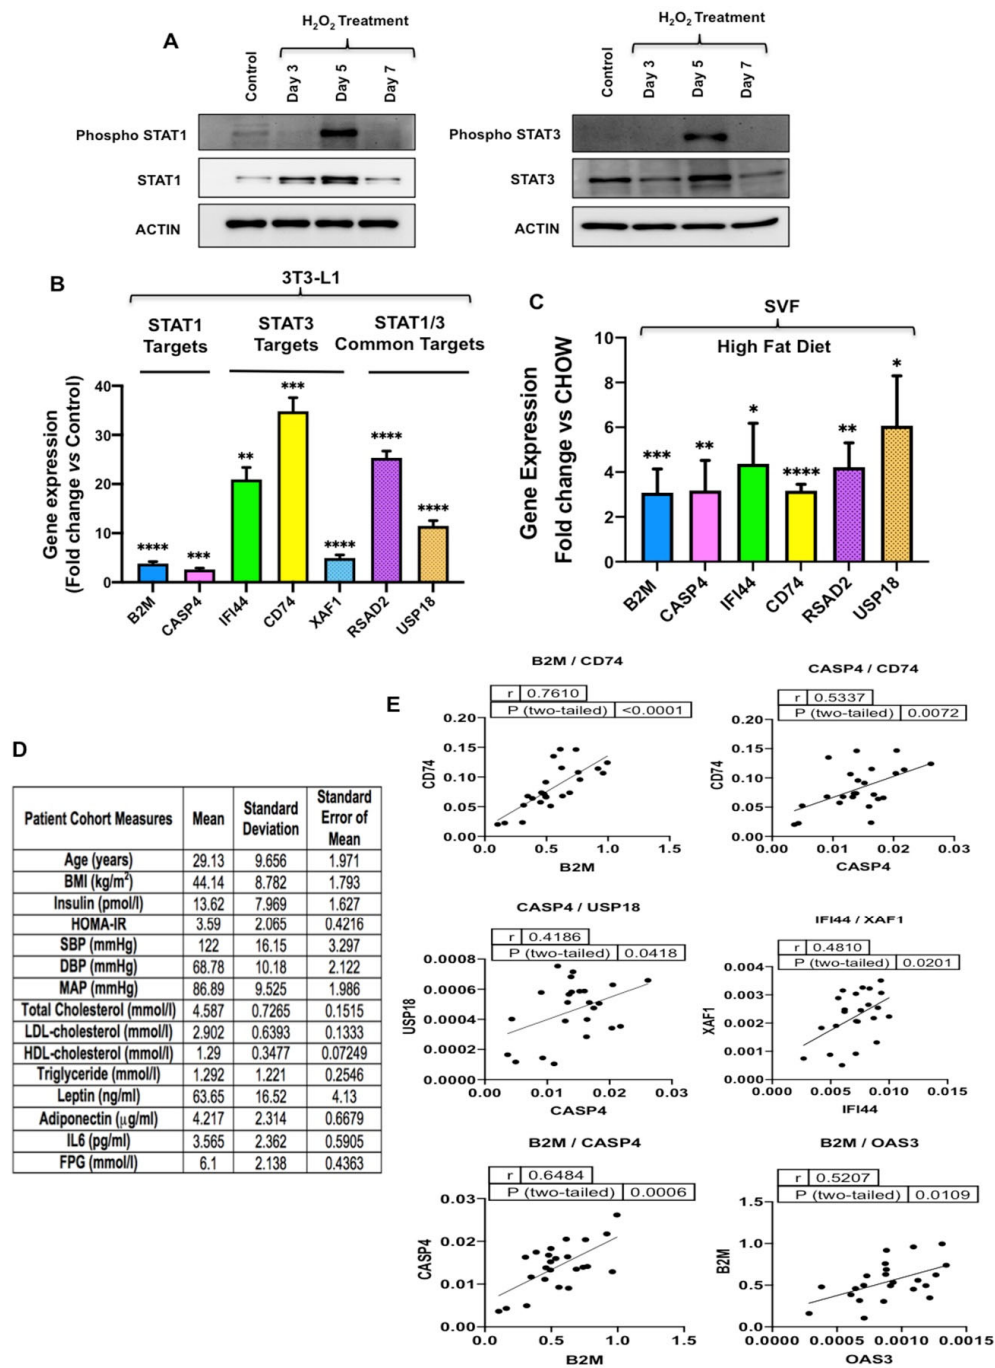 A
H₂O₂ Treatment
Control
Day 3
Day 5
Day 7
Phospho STAT1
STAT1
ACTIN
H₂O₂ Treatment
Control
Day 3
Day 5
Day 7
Phospho STAT3
STAT3
ACTIN
B
3T3-L1
STAT1
Targets
STAT3
Targets
STAT1/3
Common Targets
Gene expression
(Fold change vs Control)
40
30
20
10
0
****
***
**
***
****
****
****
B2M
CASP4
IFI44
CD74
XAF1
RSAD2
USP18
C
SVF
High Fat Diet
Gene Expression
Fold change vs CHOW
10
8
6
4
2
0
***
**
*
****
**
*
B2M
CASP4
IFI44
CD74
RSAD2
USP18
D
Patient Cohort Measures Mean Standard Deviation Standard Error of Mean
Age (years) 29.13 9.656 1.971
BMI (kg/m²) 44.14 8.782 1.793
Insulin (pmol/l) 13.62 7.969 1.627
HOMA-IR 3.59 2.065 0.4216
SBP (mmHg) 122 16.15 3.297
DBP (mmHg) 68.78 10.18 2.122
MAP (mmHg) 86.89 9.525 1.986
Total Cholesterol (mmol/l) 4.587 0.7265 0.1515
LDL-cholesterol (mmol/l) 2.902 0.6393 0.1333
HDL-cholesterol (mmol/l) 1.29 0.3477 0.07249
Triglyceride (mmol/l) 1.292 1.221 0.2546
Leptin (ng/ml) 63.65 16.52 4.13
Adiponectin (μg/ml) 4.217 2.314 0.6679
IL6 (pg/ml) 3.565 2.362 0.5905
FPG (mmol/l) 6.1 2.138 0.4363
E
B2M / CD74
r 0.7610
P (two-tailed) <0.0001
CD74
0.20
0.15
0.10
0.05
0.00
0.0 0.5 1.0 1.5
B2M
CASP4 / CD74
r 0.5337
P (two-tailed) 0.0072
CD74
0.20
0.15
0.10
0.05
0.00
0.00 0.01 0.02 0.03
CASP4
CASP4 / USP18
r 0.4186
P (two-tailed) 0.0418
USP18
0.0008
0.0006
0.0004
0.0002
0.0000
0.00 0.01 0.02 0.03
CASP4
IFI44 / XAF1
r 0.4810
P (two-tailed) 0.0201
XAF1
0.004
0.003
0.002
0.001
0.000
0.000 0.005 0.010 0.015
IFI44
B2M / CASP4
r 0.6484
P (two-tailed) 0.0006
CASP4
0.03
0.02
0.01
0.00
0.0 0.5 1.0 1.5
B2M
B2M / OAS3
r 0.5207
P (two-tailed) 0.0109
B2M
1.5
1.0
0.5
0.0
0.0000 0.0005 0.0010 0.0015
OAS3